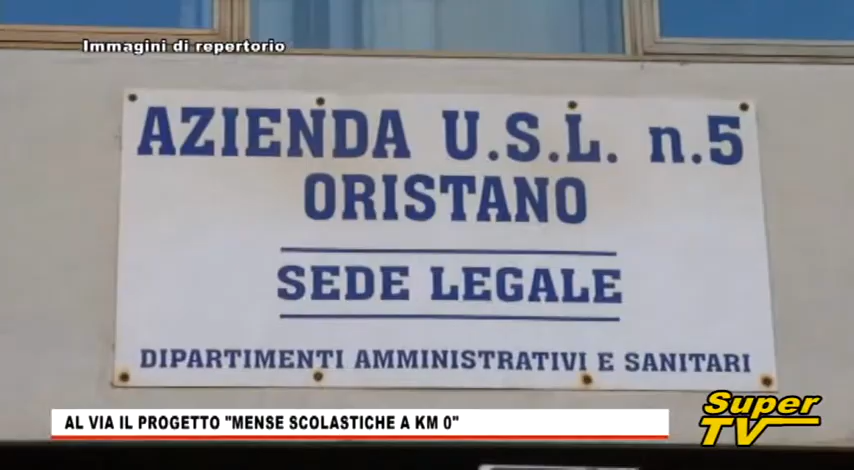 Immagini di repertorio
AZIENDA U.S.L. n.5
ORISTANO
SEDE LEGALE
DIPARTIMENTI AMMINISTRATIVI E SANITARI
AL VIA IL PROGETTO "MENSE SCOLASTICHE A KM 0"
SUPER
TV